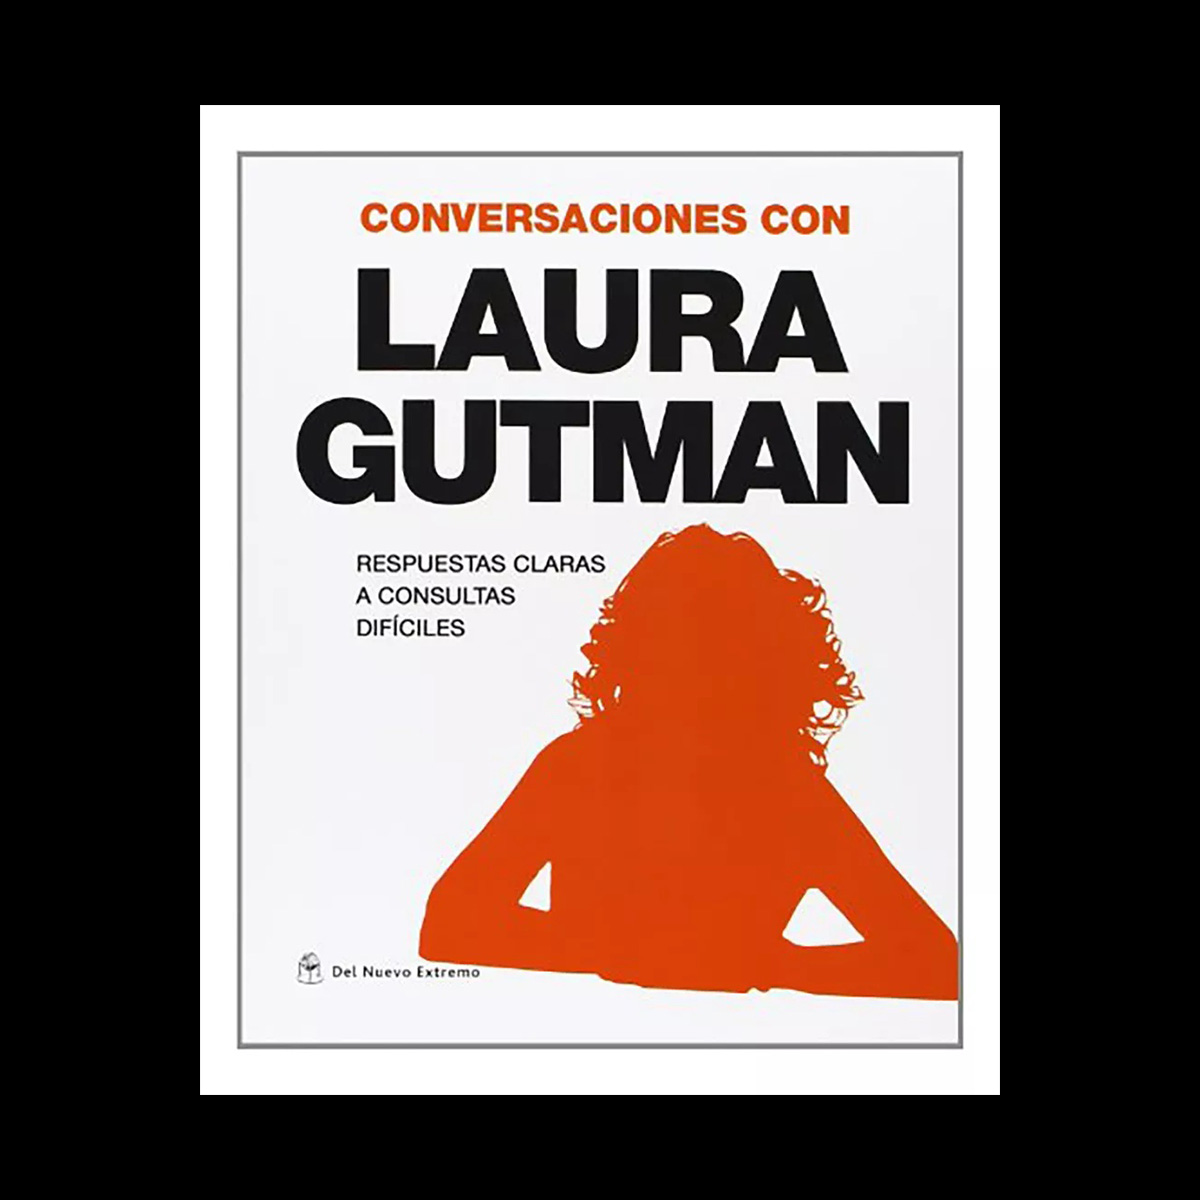 CONVERSACIONES CON
LAURA
GUTMAN
RESPUESTAS CLARAS
A CONSULTAS
DIFÍCILES
Del Nuevo Extremo